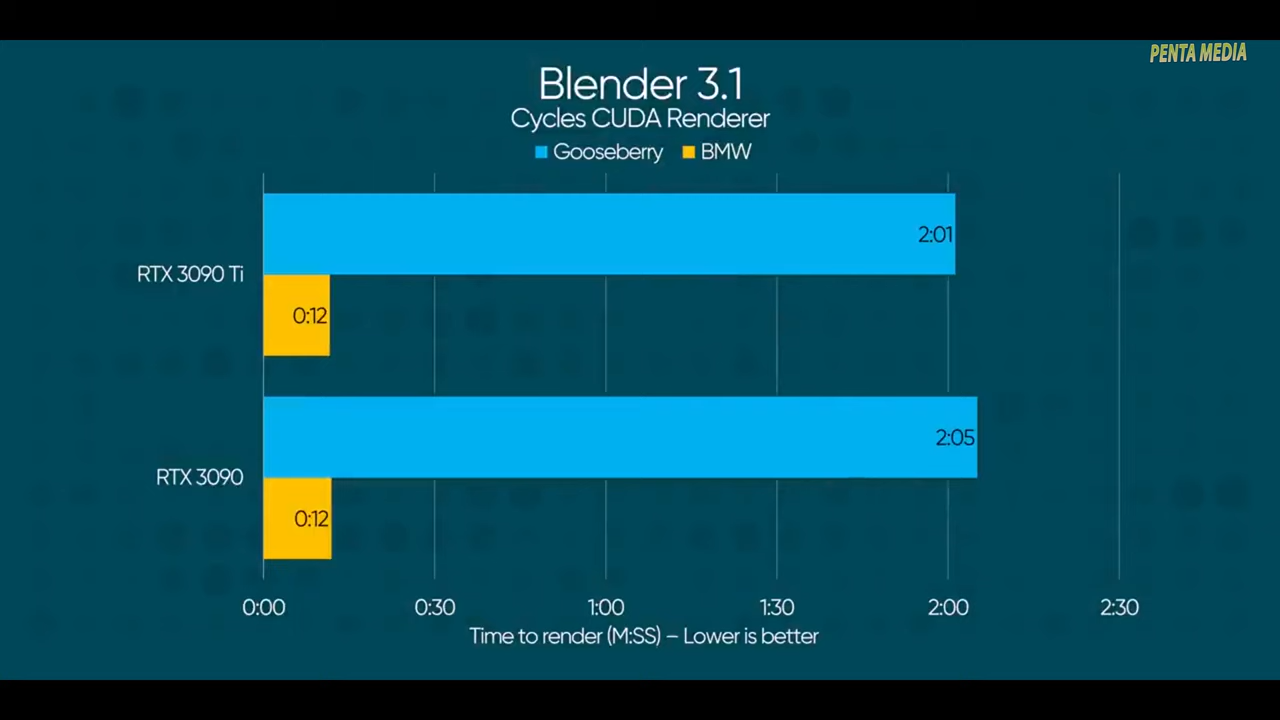 PENTA MEDIA
Blender 3.1
Cycles CUDA Renderer
Gooseberry BMW
2:01
RTX 3090 Ti
0:12
2:05
RTX 3090
0:12
0:00 0:30 1:00 1:30 2:00 2:30
Time to render (M:SS) – Lower is better